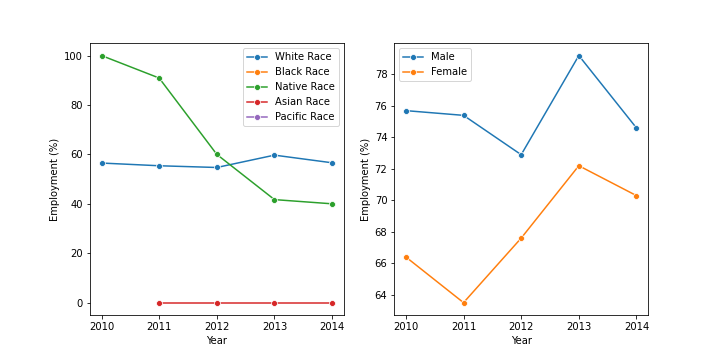 Employment (%)
100
80
60
40
20
0
2010 2011 2012 2013 2014
Year
White Race
Black Race
Native Race
Asian Race
Pacific Race
Employment (%)
78
76
74
72
70
68
66
64
2010 2011 2012 2013 2014
Year
Male
Female